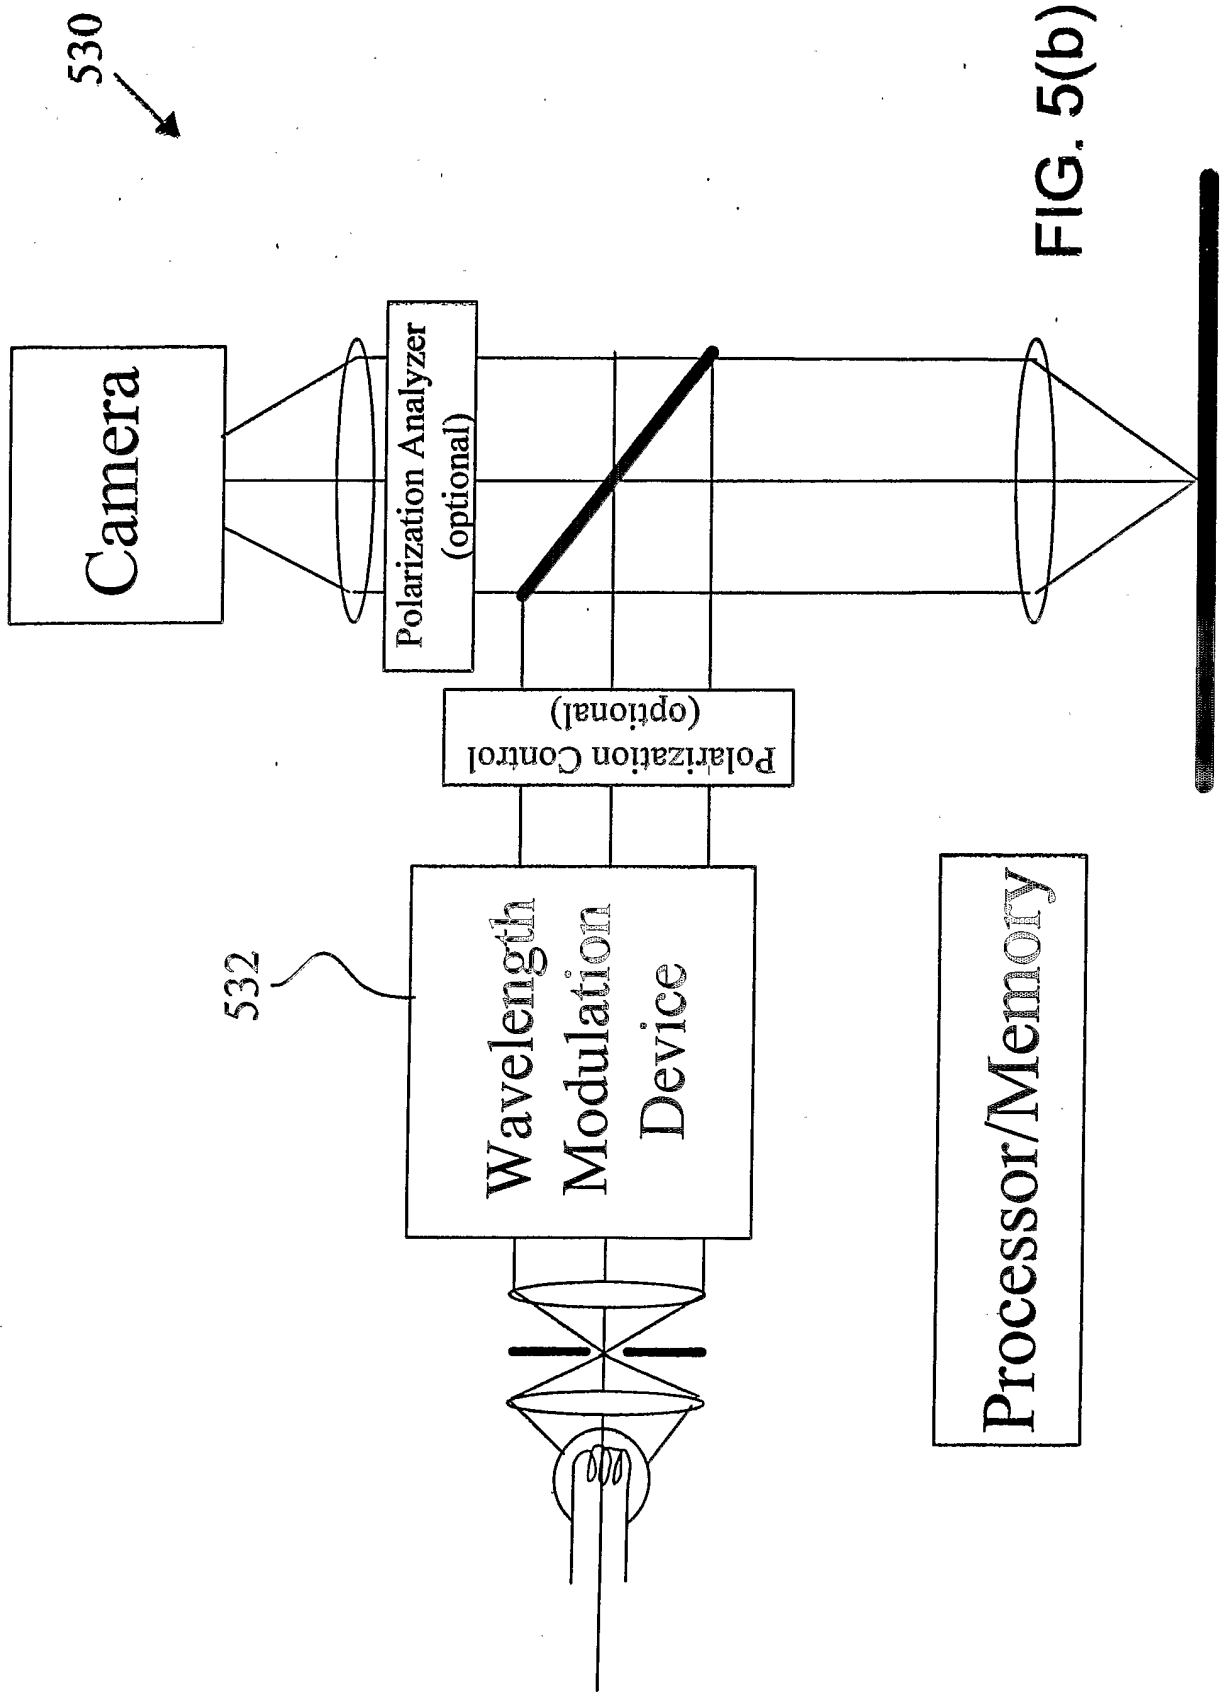 530
Camera
Polarization Analyzer
(optional)
Polarization Control
(optional)
532
Wavelength
Modulation
Device
Processor/Memory
FIG. 5(b)